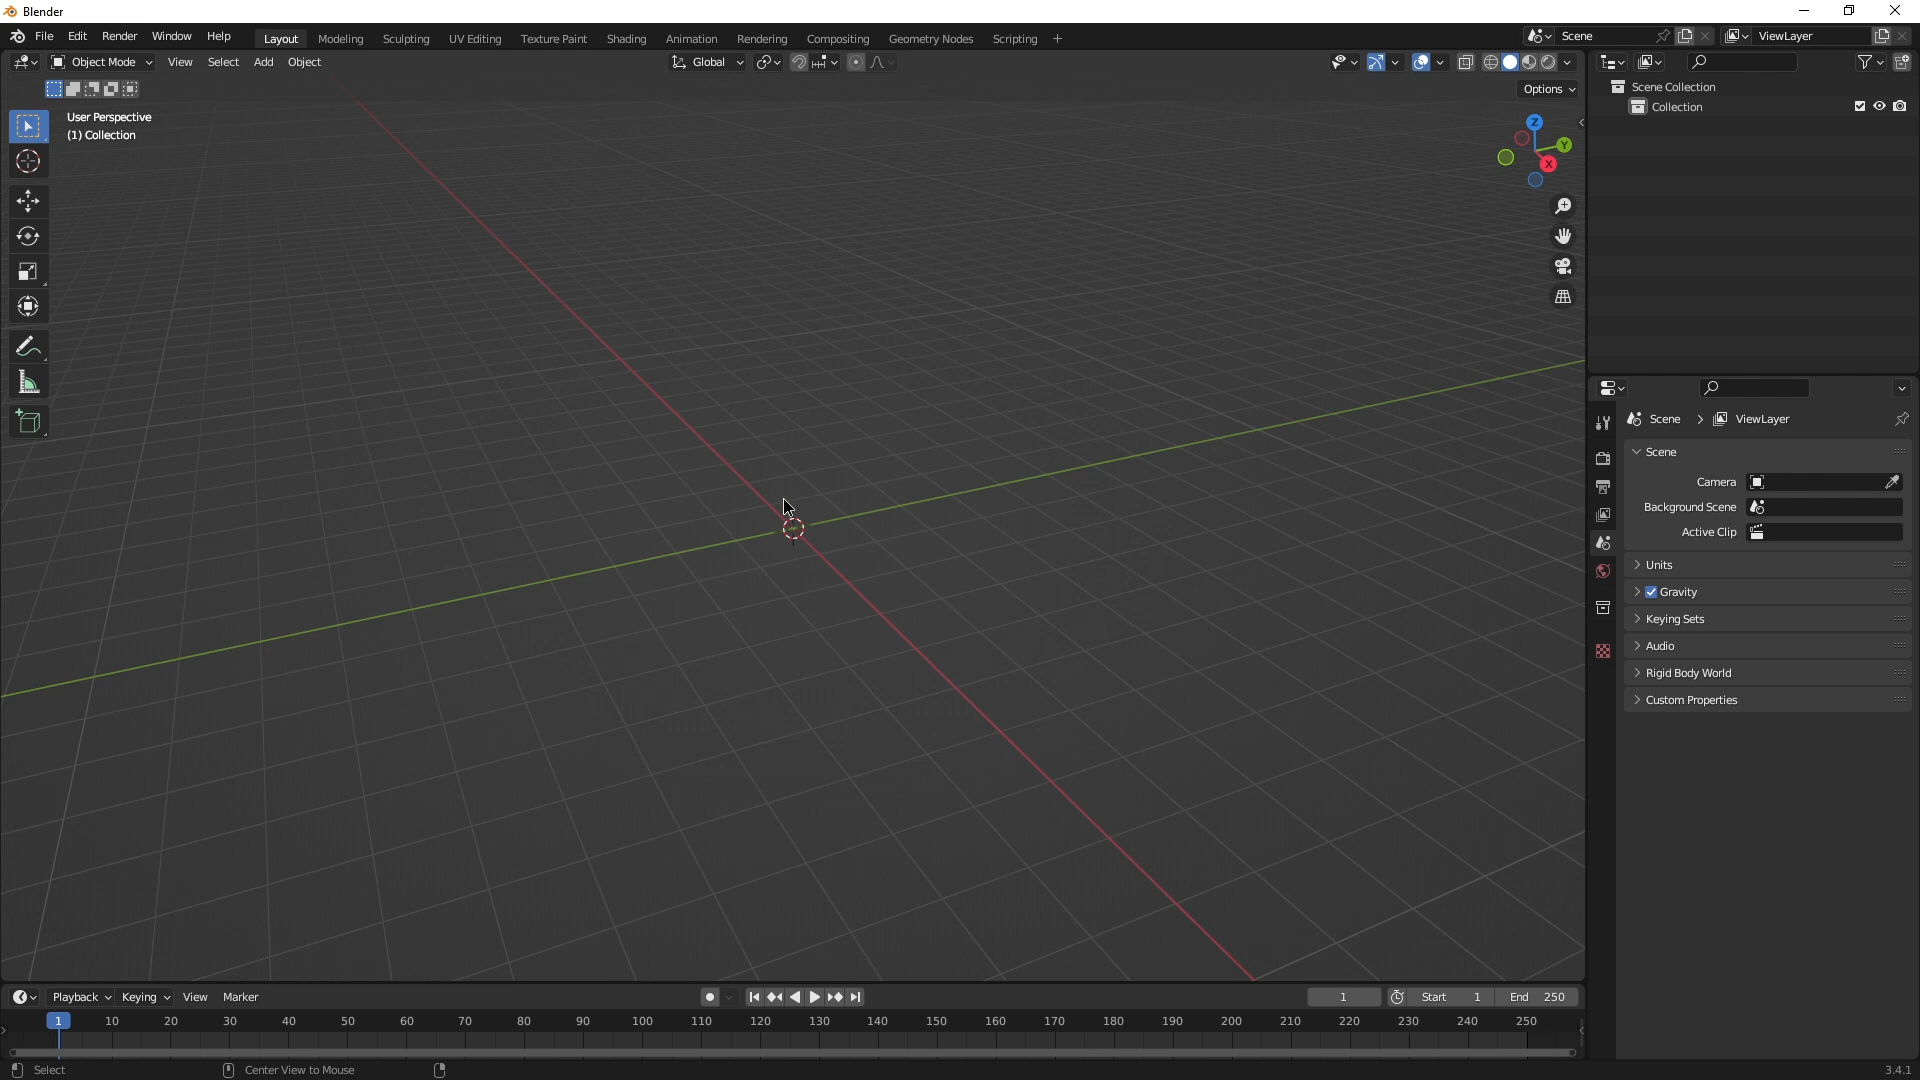 Blender
File Edit Render Window Help Layout Modeling Sculpting UV Editing Texture Paint Shading Animation Rendering Compositing Geometry Nodes Scripting + Scene ViewLayer
Object Mode View Select Add Object Global
Options
User Perspective
(1) Collection
Z
Y
X
Scene Collection
Collection
Scene > ViewLayer
Scene
Camera
Background Scene
Active Clip
Units
Gravity
Keying Sets
Audio
Rigid Body World
Custom Properties
Playback Keying View Marker 1 Start 1 End 250
1 10 20 30 40 50 60 70 80 90 100 110 120 130 140 150 160 170 180 190 200 210 220 230 240 250
Select Center View to Mouse 3.4.1